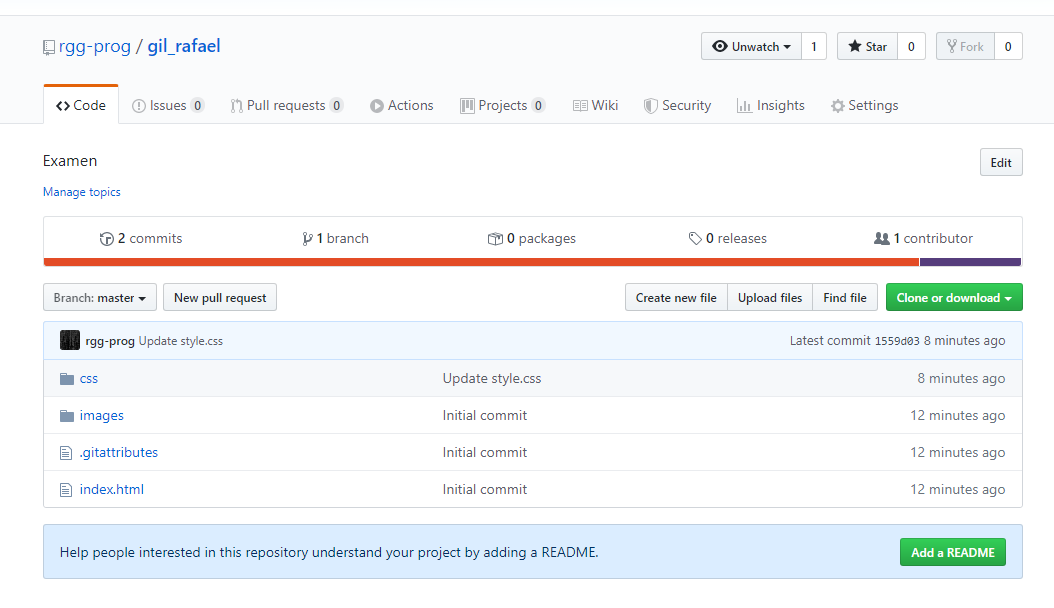 rgg-prog / gil_rafael
Unwatch 1 Star 0 Fork 0
Code Issues 0 Pull requests 0 Actions Projects 0 Wiki Security Insights Settings
Examen
Edit
Manage topics
2 commits 1 branch 0 packages 0 releases 1 contributor
Branch: master New pull request Create new file Upload files Find file Clone or download
rgg-prog Update style.css Latest commit 1559d03 8 minutes ago
css Update style.css 8 minutes ago
images Initial commit 12 minutes ago
.gitattributes Initial commit 12 minutes ago
index.html Initial commit 12 minutes ago
Help people interested in this repository understand your project by adding a README. Add a README